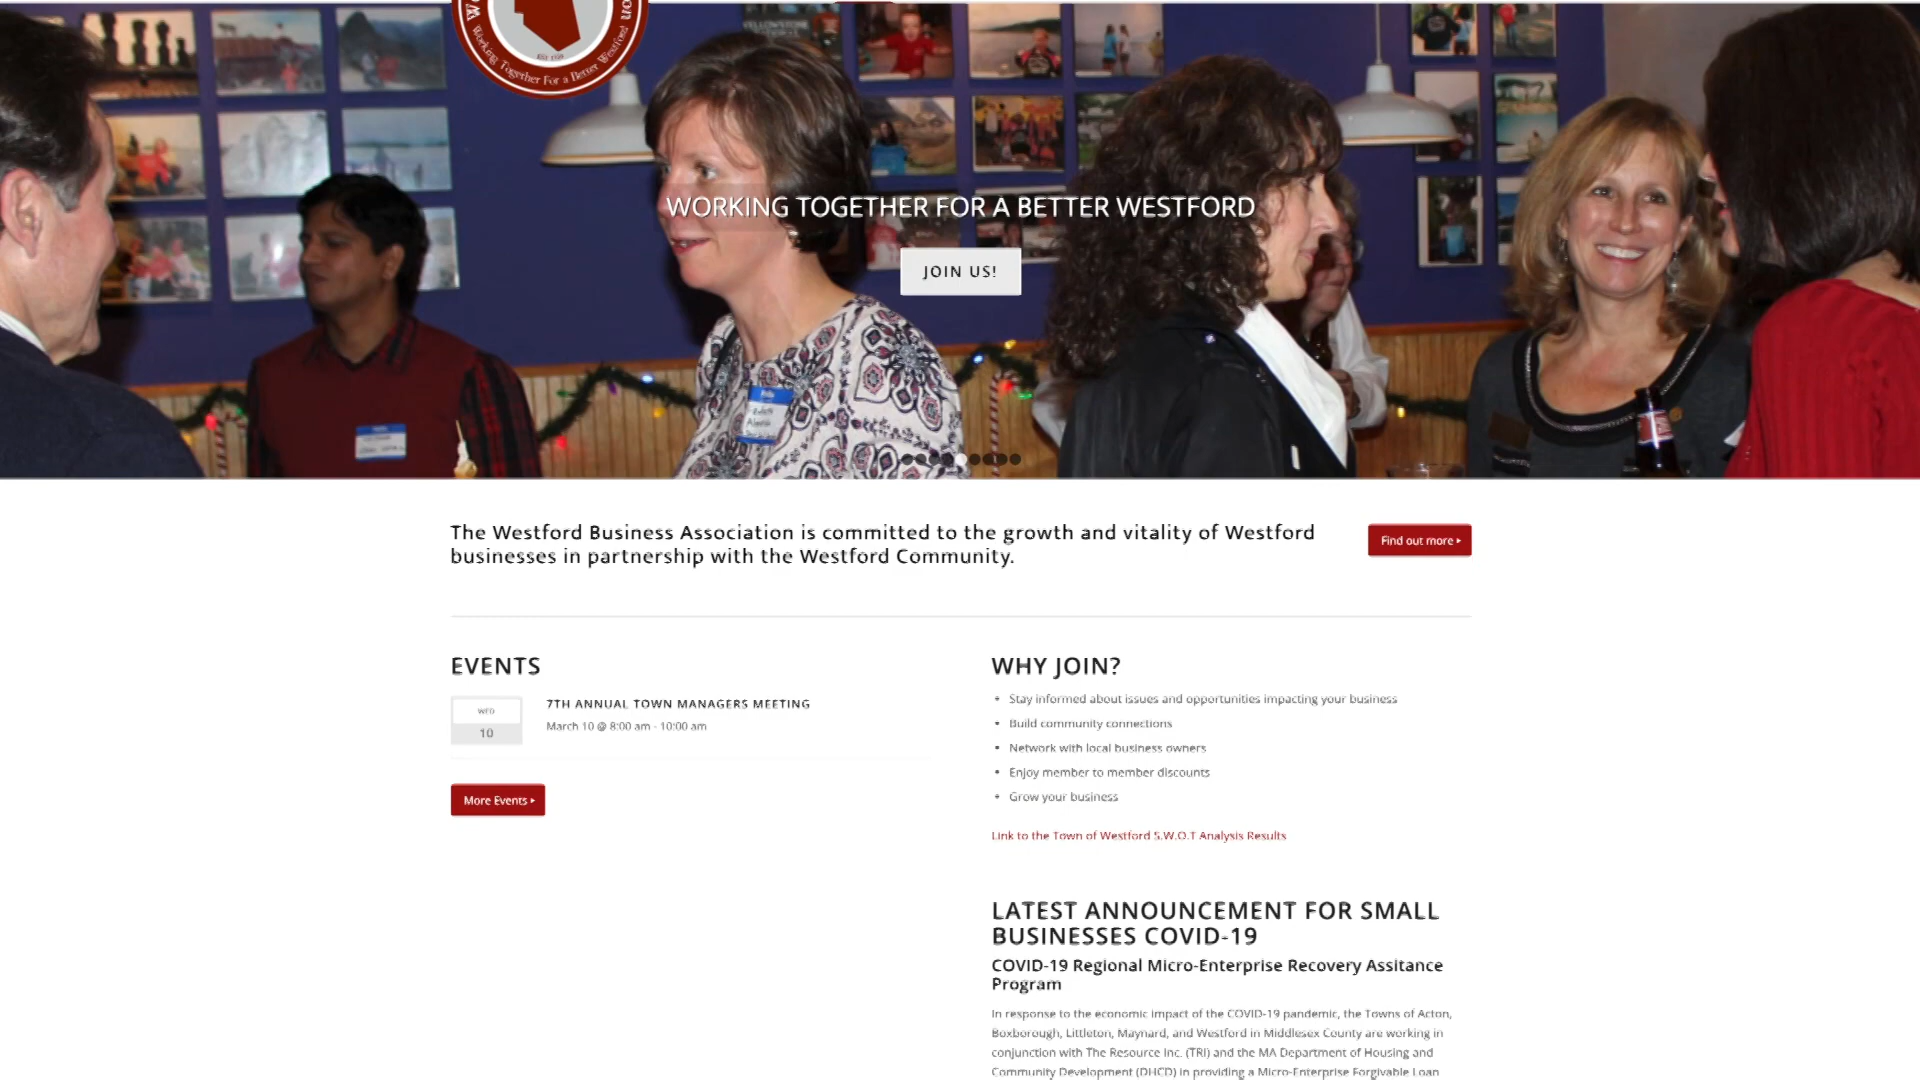 Working Together For a Better Westford
WORKING TOGETHER FOR A BETTER WESTFORD
JOIN US!
The Westford Business Association is committed to the growth and vitality of Westford
businesses in partnership with the Westford Community.
Find out more
EVENTS
WED
10
7TH ANNUAL TOWN MANAGERS MEETING
March 10 @ 8:00 am - 10:00 am
More Events
WHY JOIN?
• Stay informed about issues and opportunities impacting your business
• Build community connections
• Network with local business owners
• Enjoy member to member discounts
• Grow your business
Link to the Town of Westford S.W.O.T Analysis Results
LATEST ANNOUNCEMENT FOR SMALL
BUSINESSES COVID-19
COVID-19 Regional Micro-Enterprise Recovery Assitance
Program
In response to the economic impact of the COVID-19 pandemic, the Towns of Acton,
Boxborough, Littleton, Maynard, and Westford in Middlesex County are working in
conjunction with The Resource Inc. (TRI) and the MA Department of Housing and
Community Development (DHCD) in providing a Micro-Enterprise Forgivable Loan